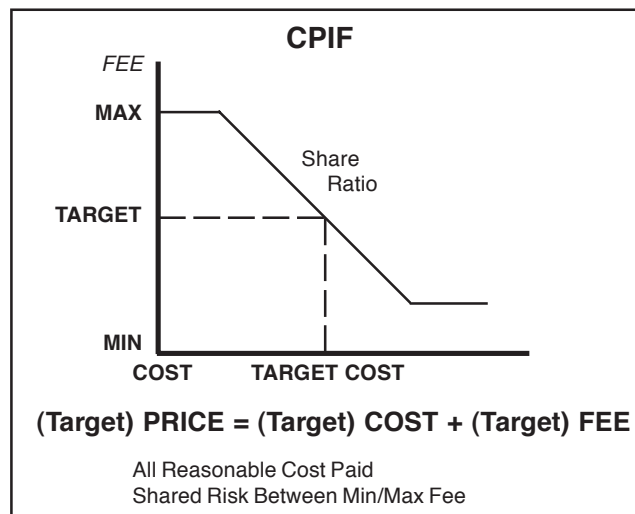 CPIF
FEE
MAX
Share
Ratio
TARGET
MIN
COST TARGET COST
(Target) PRICE = (Target) COST + (Target) FEE
All Reasonable Cost Paid
Shared Risk Between Min/Max Fee